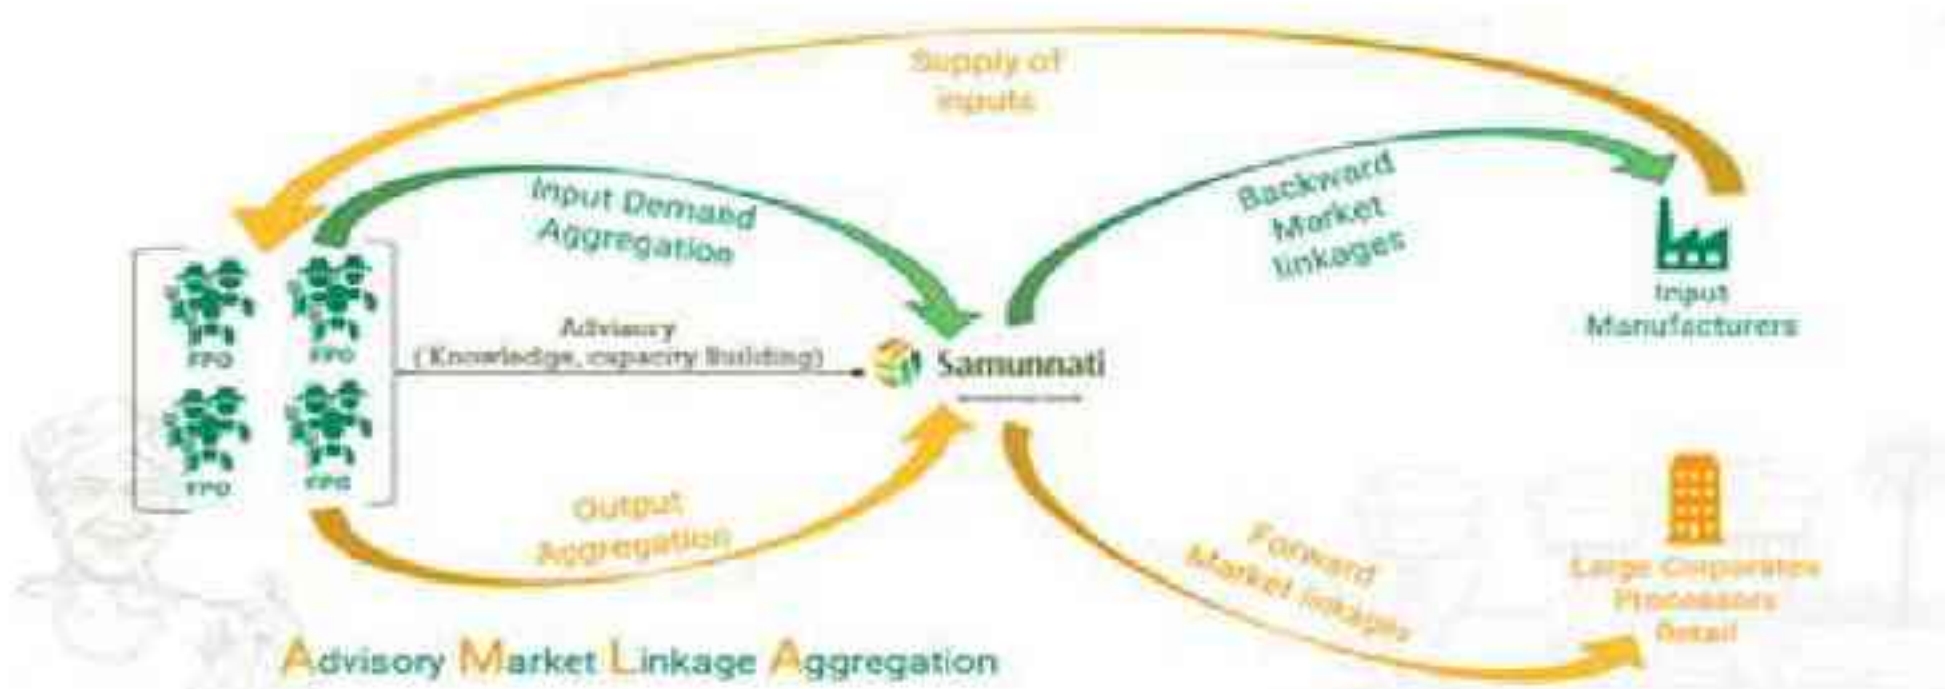 Supply of
inputs
Input Demand
Aggregation
Backward
Market
linkages
Input
Manufacturers
FPO
FPO
Advisory
(Knowledge, capacity Building)
Samunnati
FPO
FPO
Output
Aggregation
Forward
Market linkages
Large Corporates
Processors
Retail
Advisory Market Linkage Aggregation